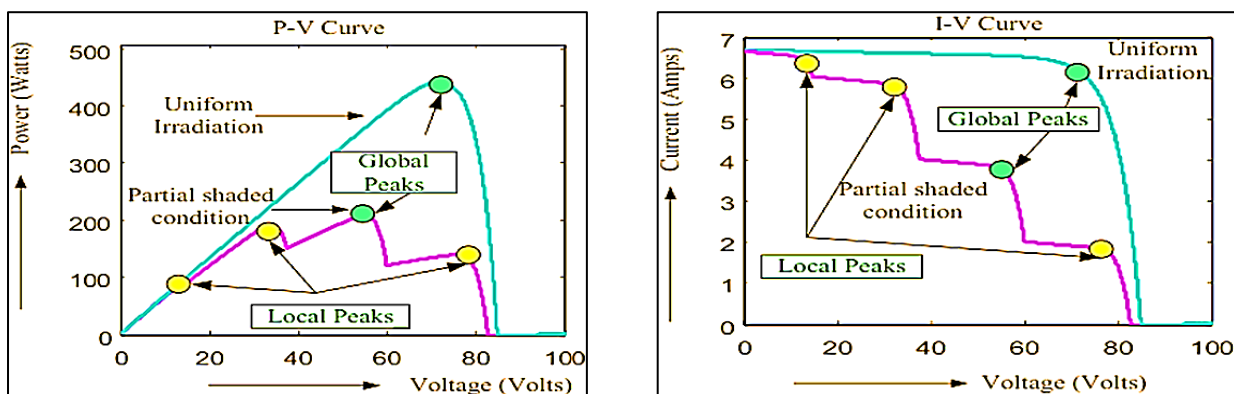 P-V Curve
Power (Watts)
500
400
300
200
100
0
Uniform
Irradiation
Global
Peaks
Partial shaded
condition
Local Peaks
0 20 40 60 80 100
Voltage (Volts)
I-V Curve
Current (Amps)
7
6
5
4
3
2
1
0
Uniform
Irradiation
Global Peaks
Partial shaded
condition
Local Peaks
0 20 40 60 80 100
Voltage (Volts)